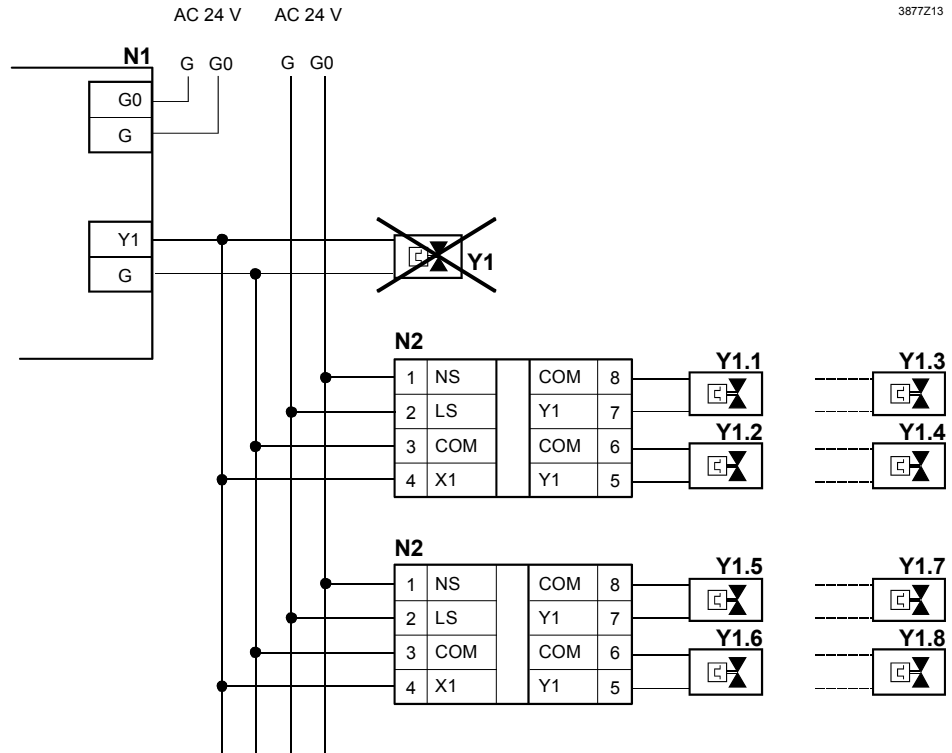 AC 24 V AC 24 V 3877Z13
N1 G G0 G G0
G0
G
Y1
G
Y1
N2
1 NS COM 8
2 LS Y1 7
3 COM COM 6
4 X1 Y1 5
Y1.1 Y1.3
Y1.2 Y1.4
N2
1 NS COM 8
2 LS Y1 7
3 COM COM 6
4 X1 Y1 5
Y1.5 Y1.7
Y1.6 Y1.8